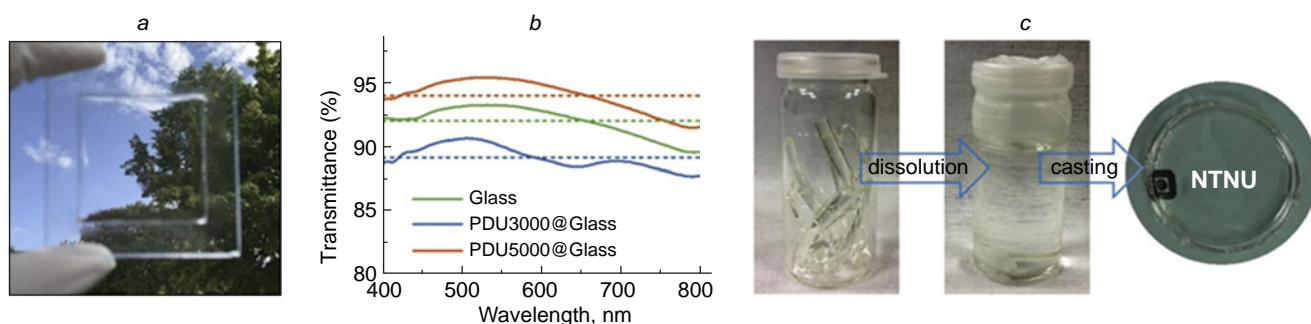 a
b
c
Transmittance (%)
95
90
85
80
400
500
600
700
800
Wavelength, nm
Glass
PDU3000@Glass
PDU5000@Glass
dissolution
casting
NTNU